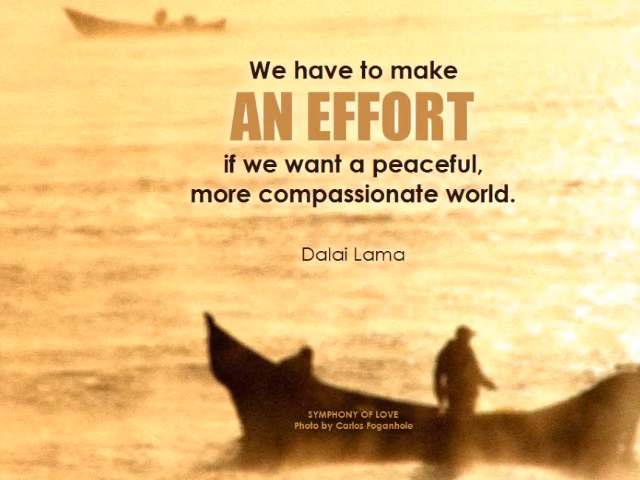 We have to make
AN EFFORT
if we want a peaceful,
more compassionate world.
Dalai Lama
SYMPHONY OF LOVE
Photo by Carlos Foganhole